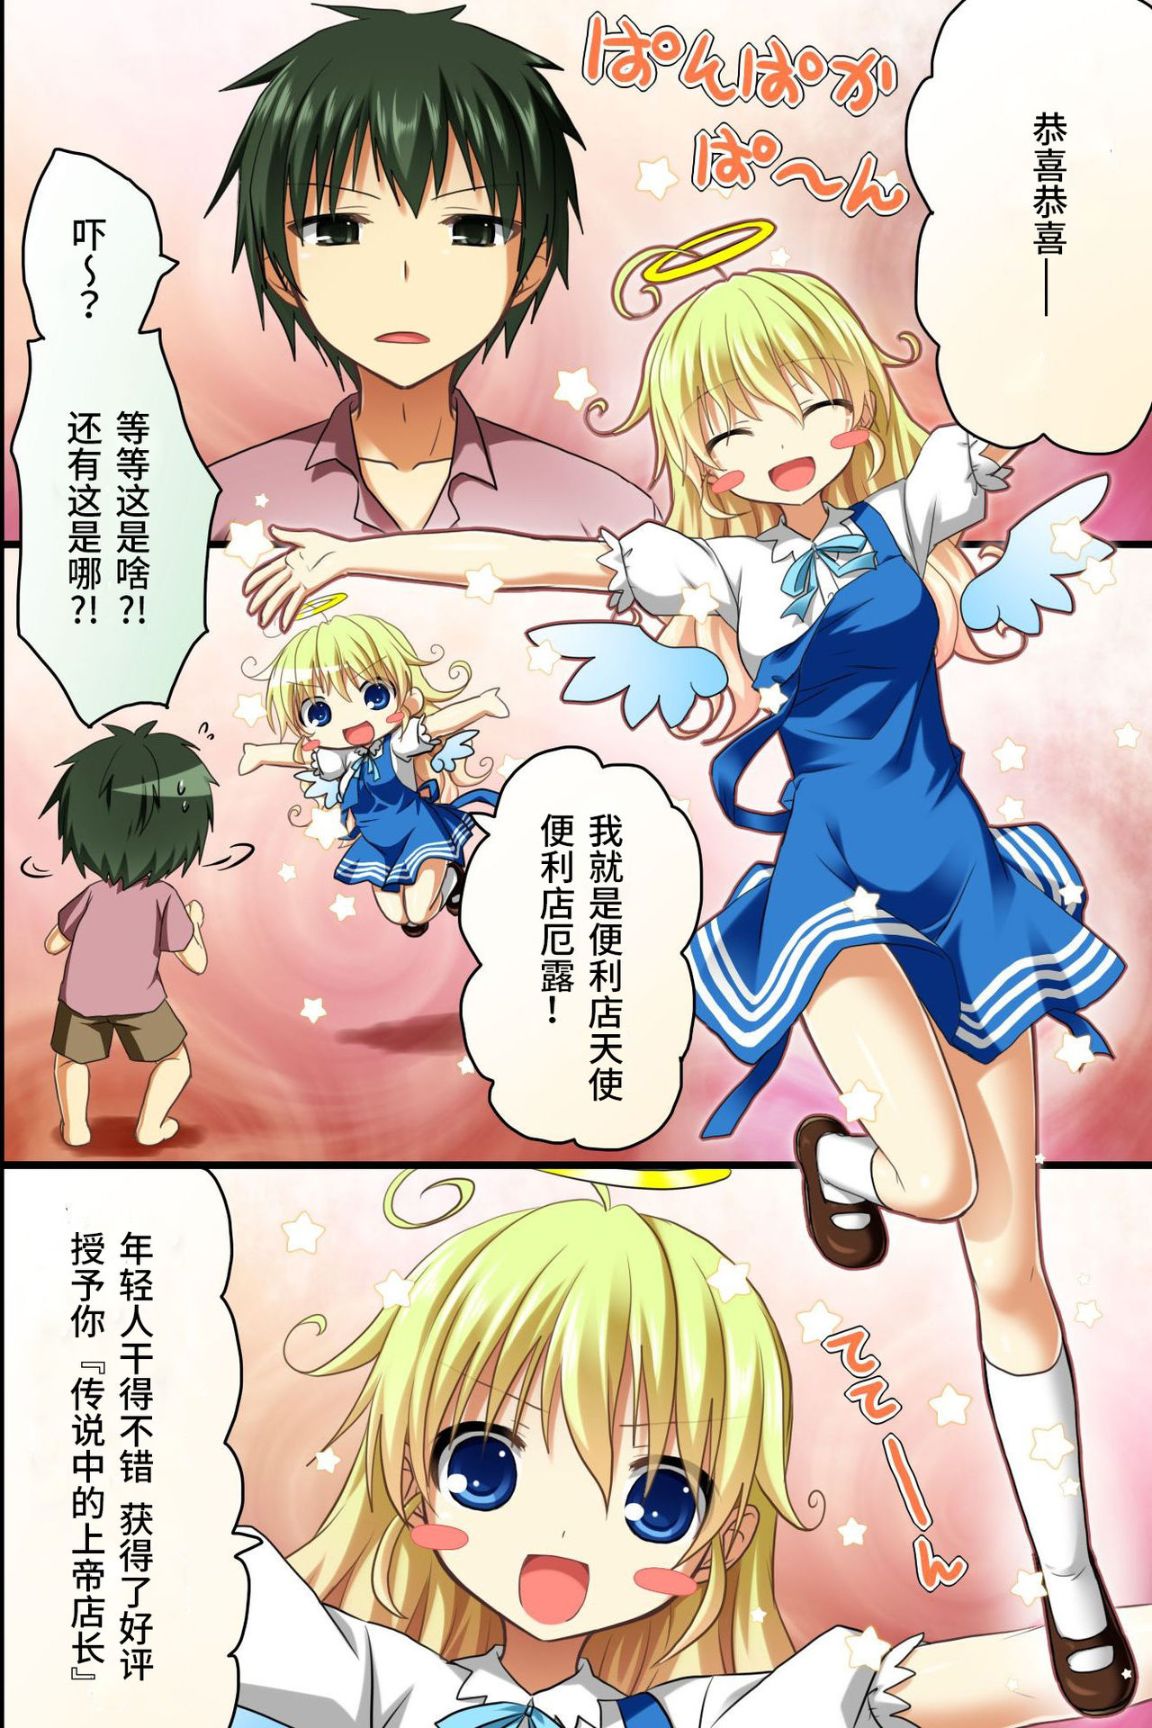 恭喜恭喜——
ぱんぱか
ぱ〜ん
吓〜?
等等这是啥?!
还有这是哪?!
我就是便利店天使
便利店厄露！
ててーーん
年轻人干得不错 获得了好评
授予你『传说中的上帝店长』